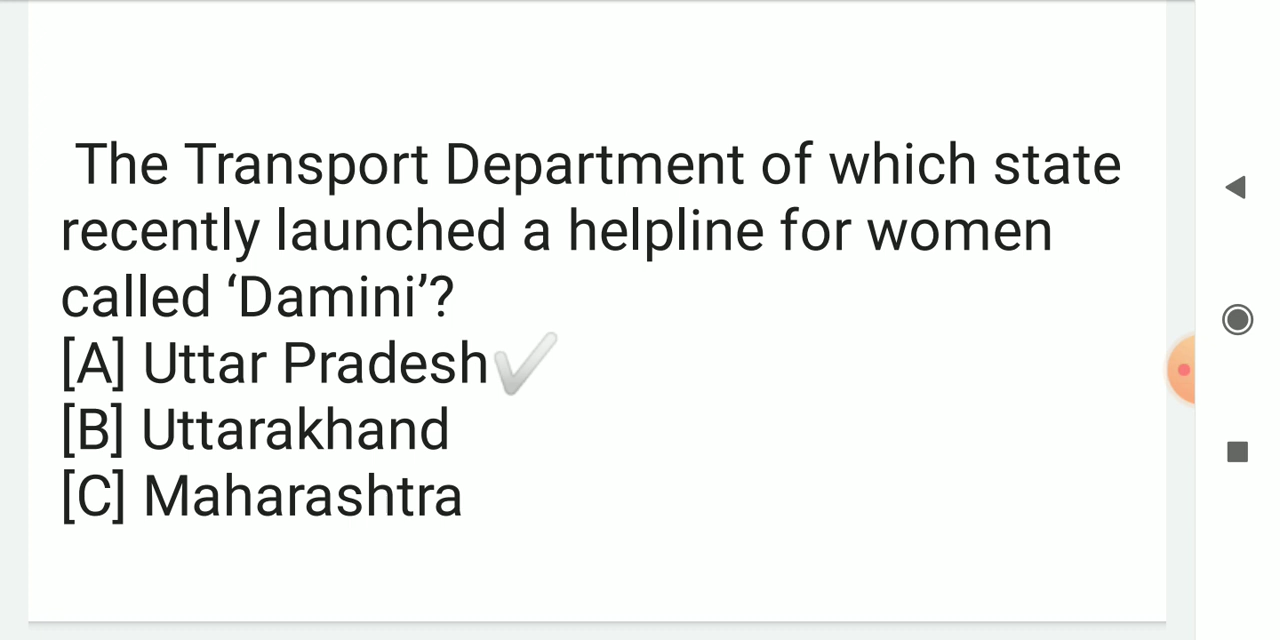 The Transport Department of which state
recently launched a helpline for women
called ‘Damini’?
[A] Uttar Pradesh✔
[B] Uttarakhand
[C] Maharashtra